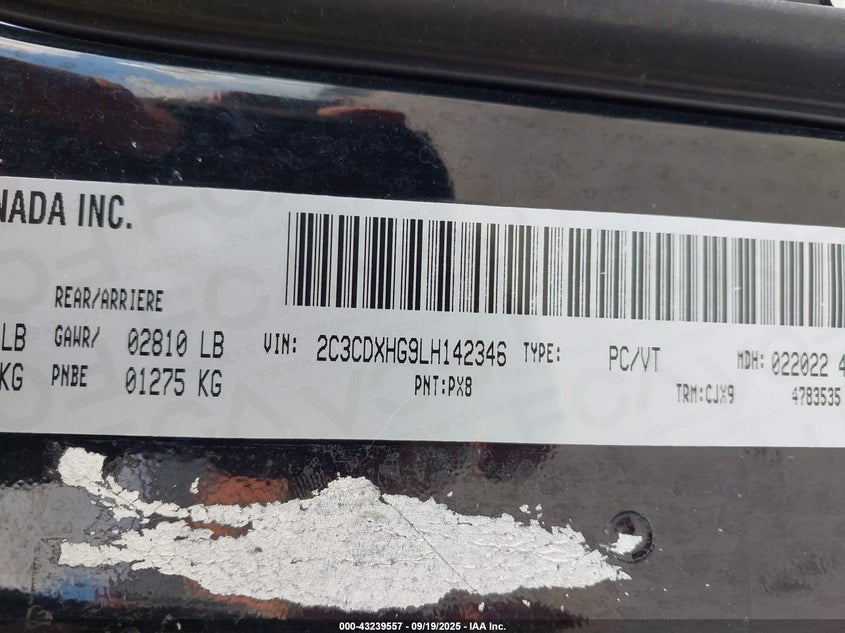 NADA INC.
REAR/ARRIERE
LB GAWR/ 02810 LB VIN: 2C3CDXHG9LH142346 TYPE: PC/VT MDH: 022022 4
KG PNBE 01275 KG PNT:PX8 TRM:CJX9 4783535
000-43239557 - 09/19/2025 - IAA Inc.